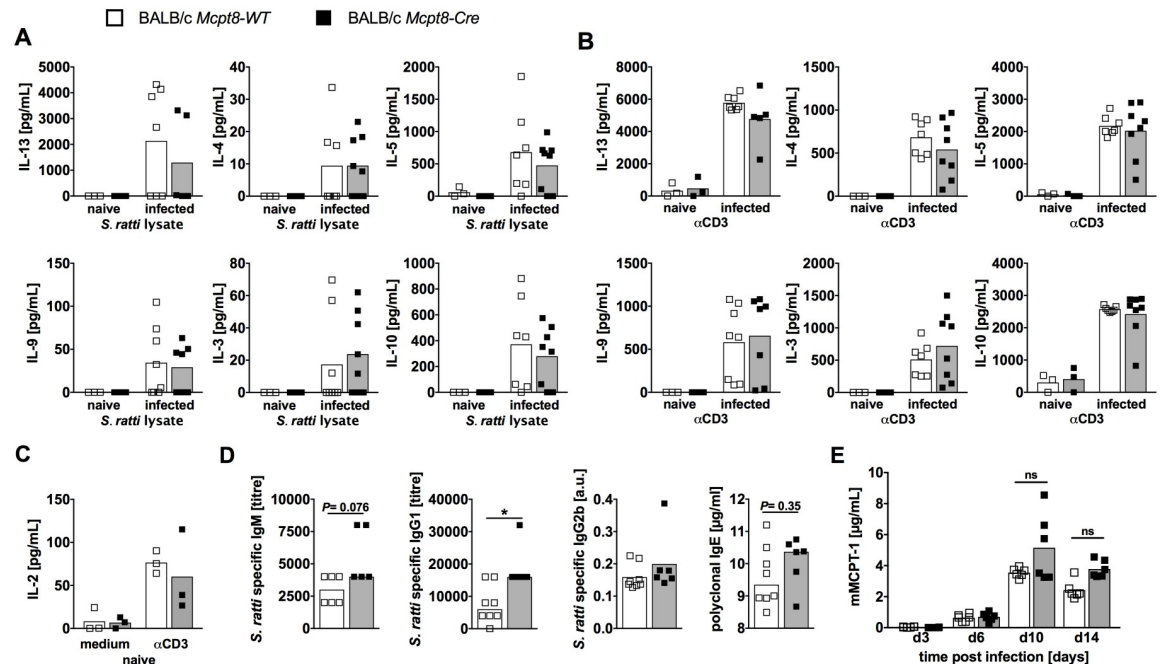 BALB/c Mcpt8-WT
BALB/c Mcpt8-Cre
A
IL-13 [pg/mL]
5000
4000
3000
2000
1000
0
naive infected
S. ratti lysate
IL-4 [pg/mL]
40
30
20
10
0
naive infected
S. ratti lysate
IL-5 [pg/mL]
2000
1500
1000
500
0
naive infected
S. ratti lysate
IL-9 [pg/mL]
150
100
50
0
naive infected
S. ratti lysate
IL-3 [pg/mL]
80
60
40
20
0
naive infected
S. ratti lysate
IL-10 [pg/mL]
1000
800
600
400
200
0
naive infected
S. ratti lysate
B
IL-13 [pg/mL]
8000
6000
4000
2000
0
naive infected
αCD3
IL-4 [pg/mL]
1500
1000
500
0
naive infected
αCD3
IL-5 [pg/mL]
4000
3000
2000
1000
0
naive infected
αCD3
IL-9 [pg/mL]
1500
1000
500
0
naive infected
αCD3
IL-3 [pg/mL]
2000
1500
1000
500
0
naive infected
αCD3
IL-10 [pg/mL]
4000
3000
2000
1000
0
naive infected
αCD3
C
IL-2 [pg/mL]
150
100
50
0
medium αCD3
naive
D
S. ratti specific IgM [titre]
10000
7500
5000
2500
0
P= 0.076
S. ratti specific IgG1 [titre]
40000
30000
20000
10000
0
*
S. ratti specific IgG2b [a.u.]
0.4
0.3
0.2
0.1
0.0
polyclonal IgE [µg/ml]
12
11
10
9
8
P= 0.35
E
mMCPT-1 [µg/mL]
10
8
6
4
2
0
ns
ns
d3 d6 d10 d14
time post infection [days]